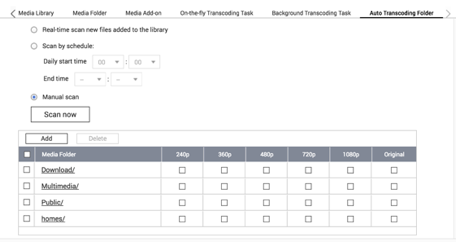 Media Library Media Folder Media Add-on On-the-fly Transcoding Task Background Transcoding Task Auto Transcoding Folder
Real-time scan new files added to the library
Scan by schedule:
Daily start time 00 : 00
End time -- : --
Manual scan
Scan now
Add Delete
Media Folder 240p 360p 480p 720p 1080p Original
Download/
Multimedia/
Public/
homes/